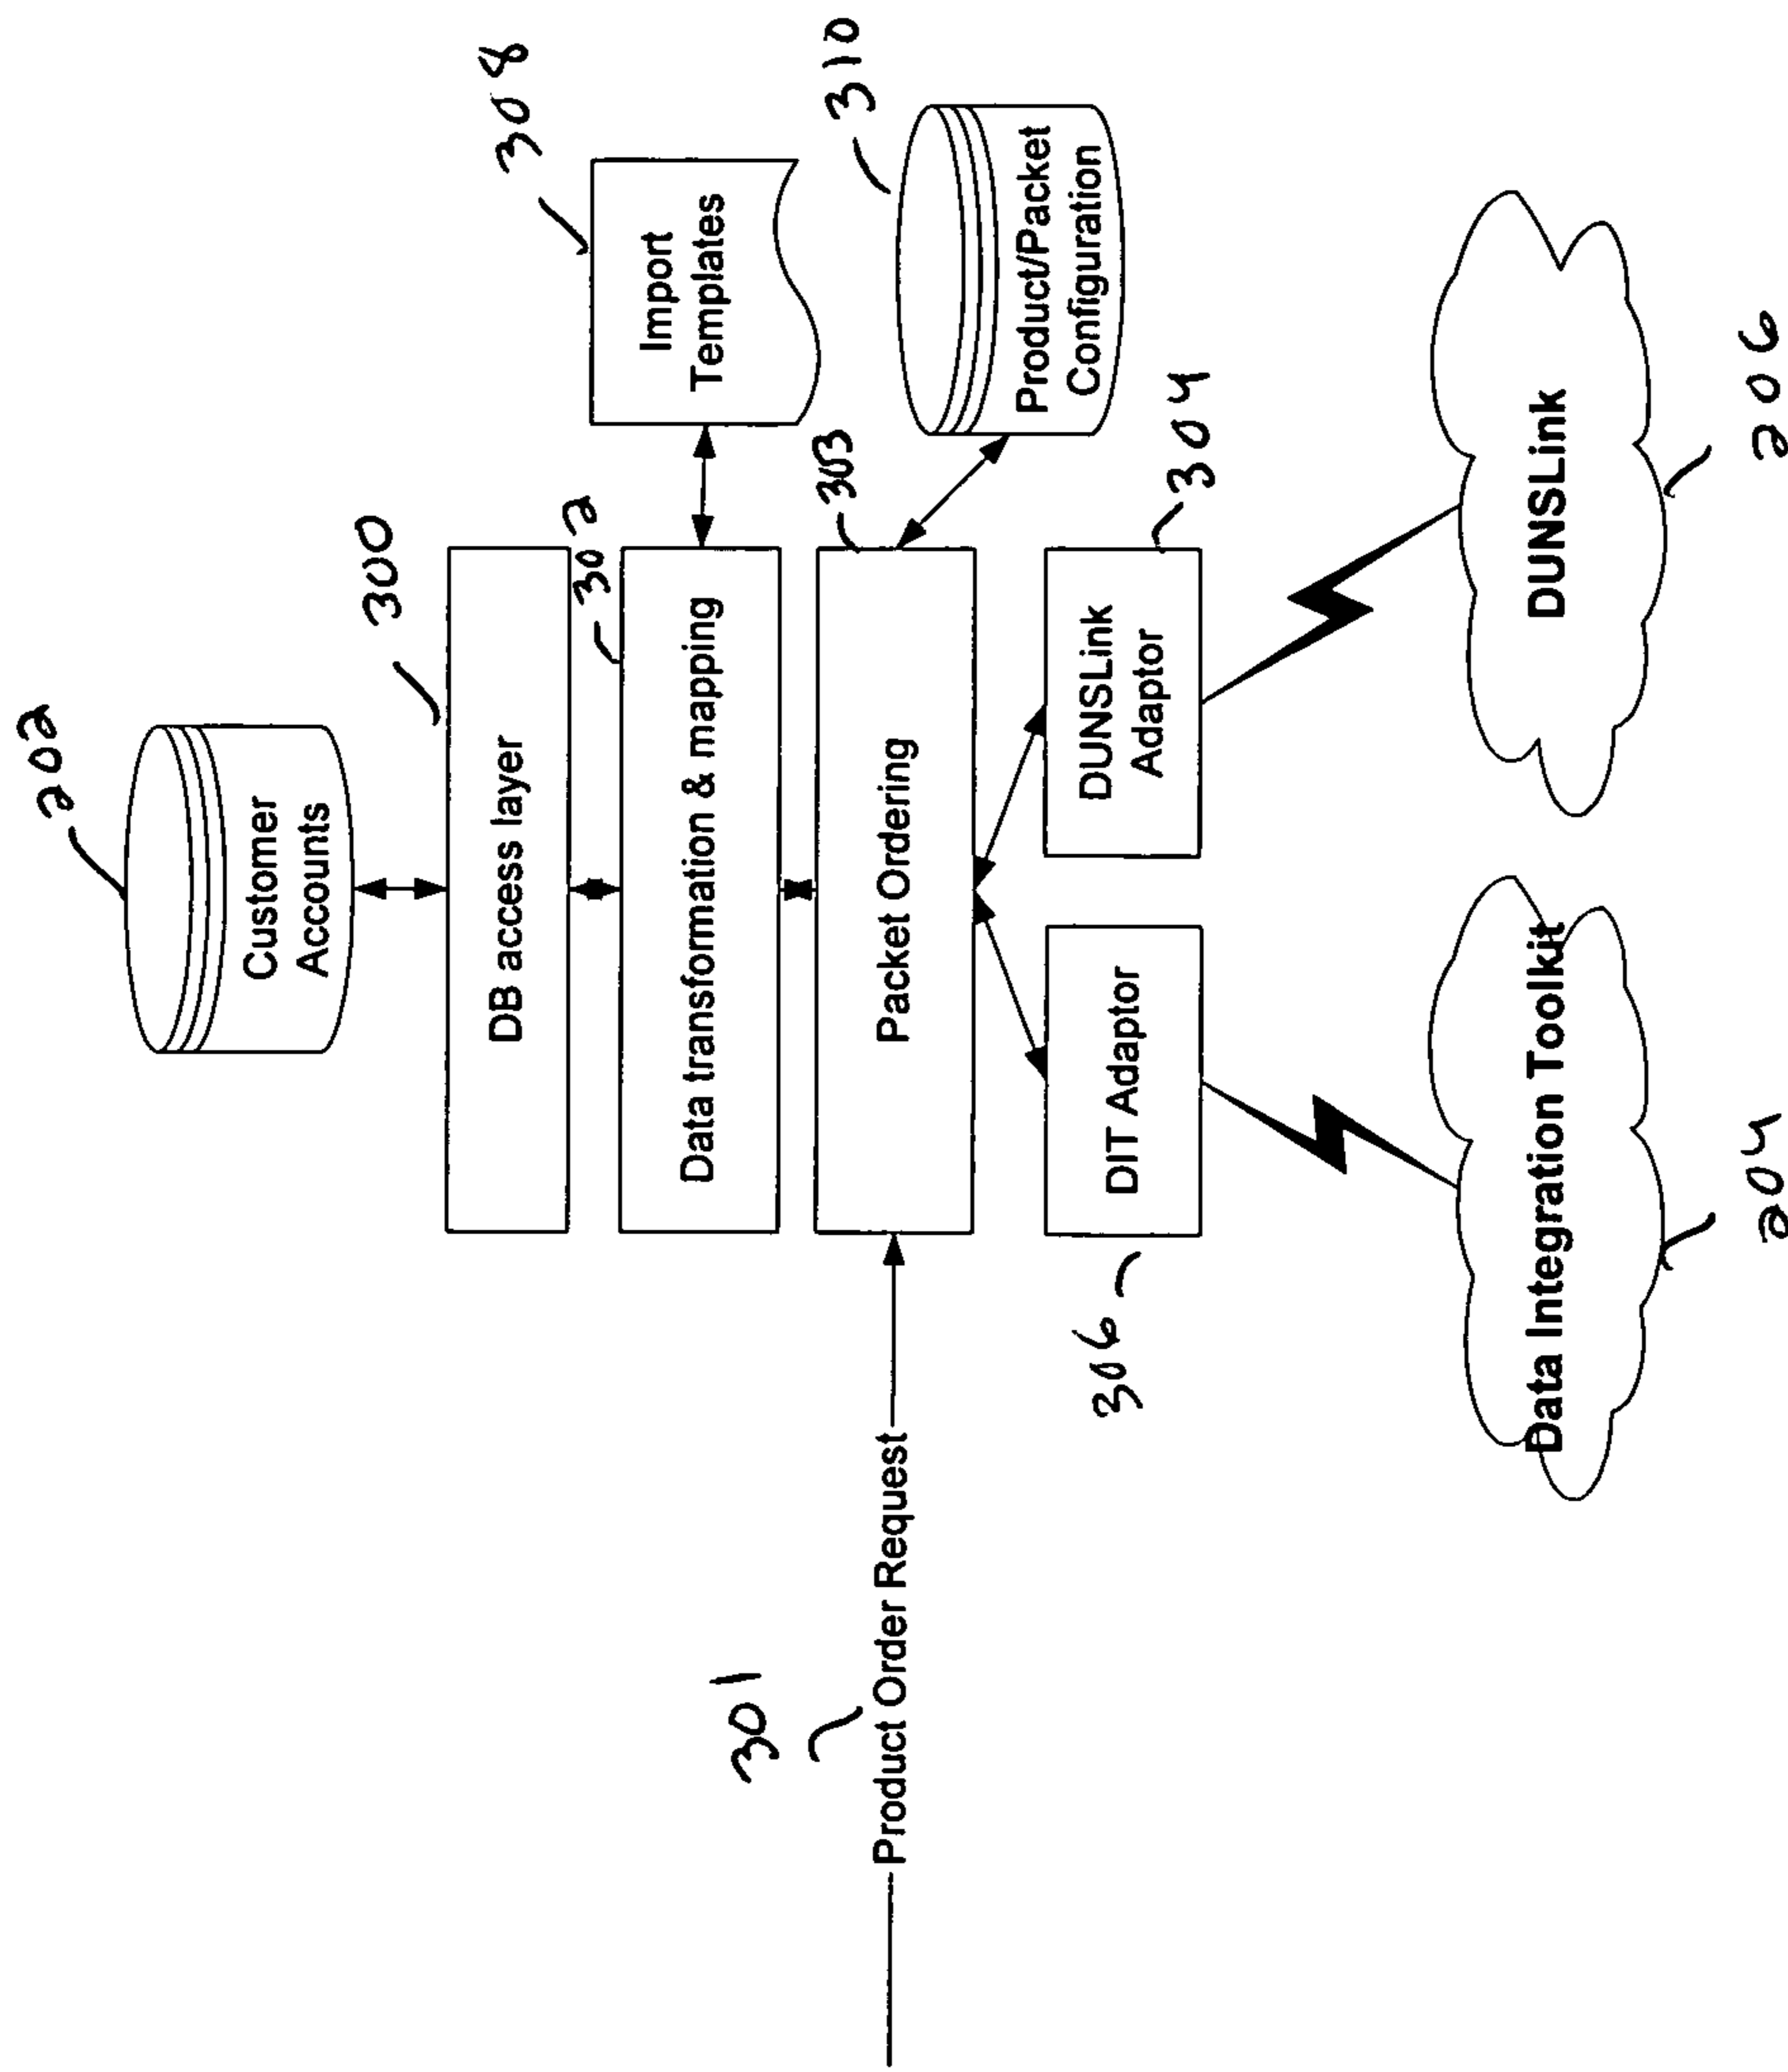 202
Customer
Accounts
300
DB access layer
308
302
Import
Templates
Data transformation & mapping
301
303
310
Product Order Request
Packet Ordering
Product/Packet
Configuration
306
DIT Adaptor
DUNSLink
Adaptor
304
Data Integration Toolkit
DUNSLink
204
206